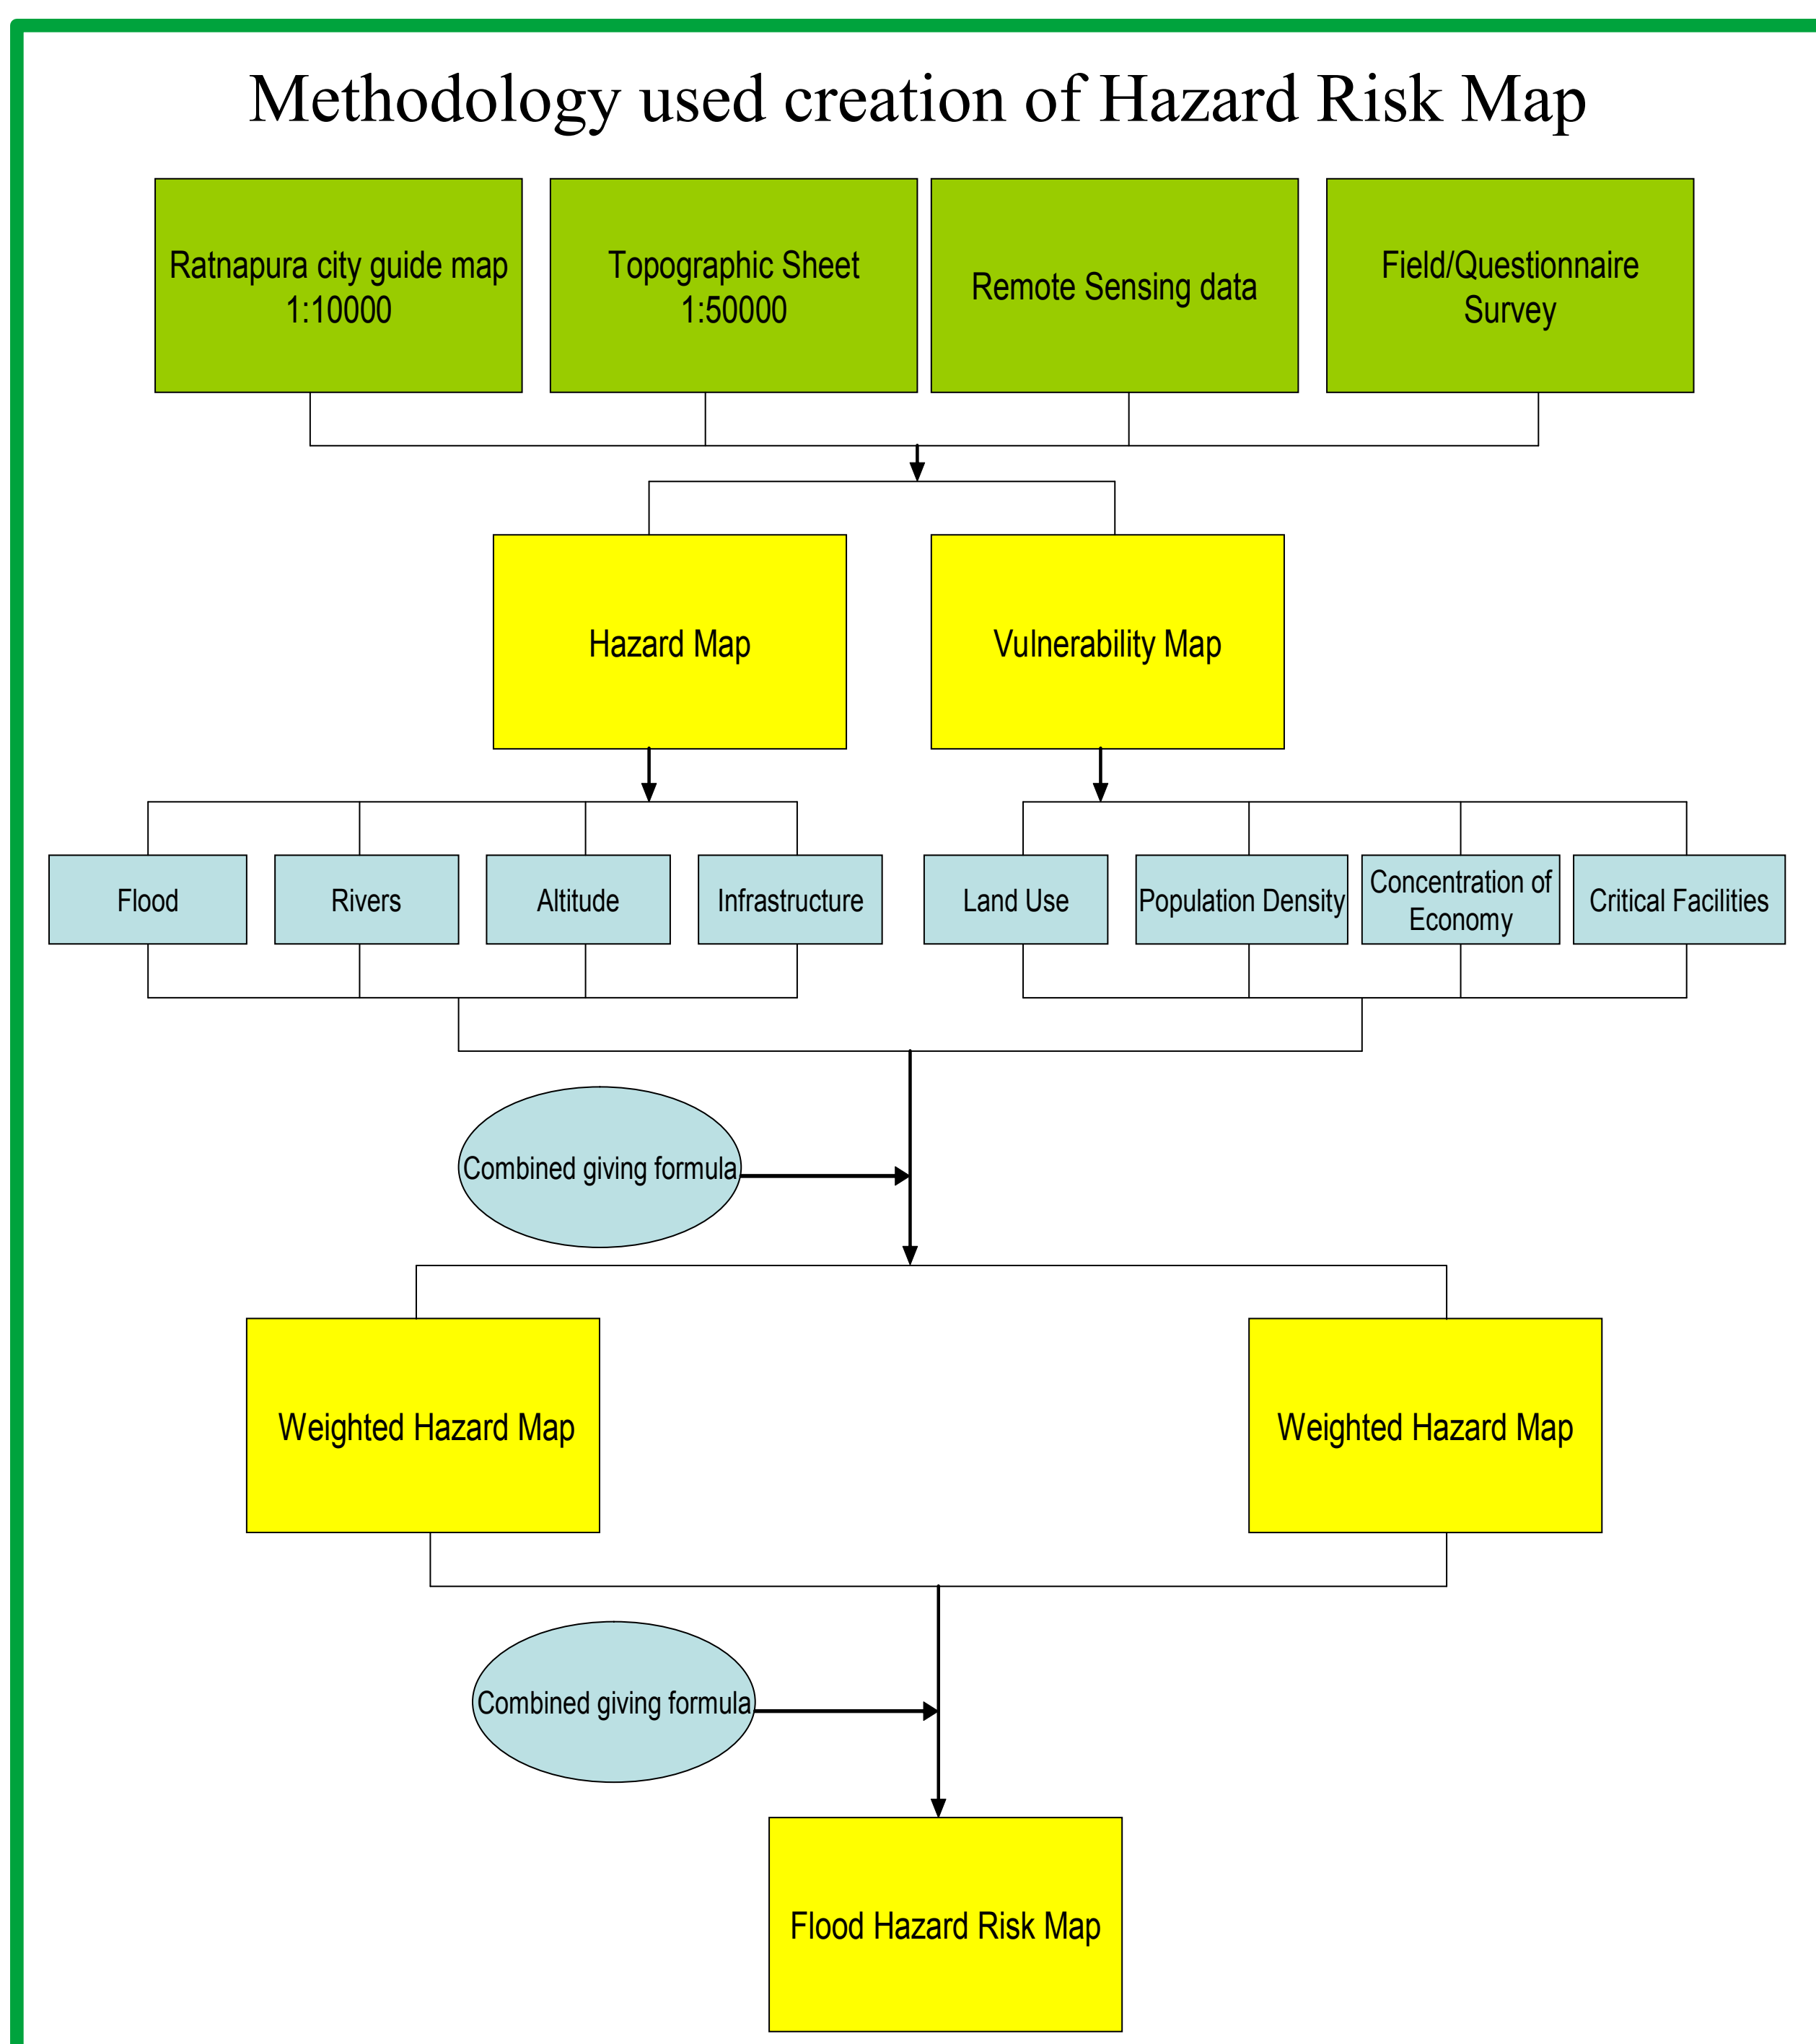 Methodology used creation of Hazard Risk Map
Ratnapura city guide map
1:10000
Topographic Sheet
1:50000
Remote Sensing data
Field/Questionnaire
Survey
Hazard Map
Vulnerability Map
Flood
Rivers
Altitude
Infrastructure
Land Use
Population Density
Concentration of
Economy
Critical Facilities
Combined giving formula
Weighted Hazard Map
Weighted Hazard Map
Combined giving formula
Flood Hazard Risk Map